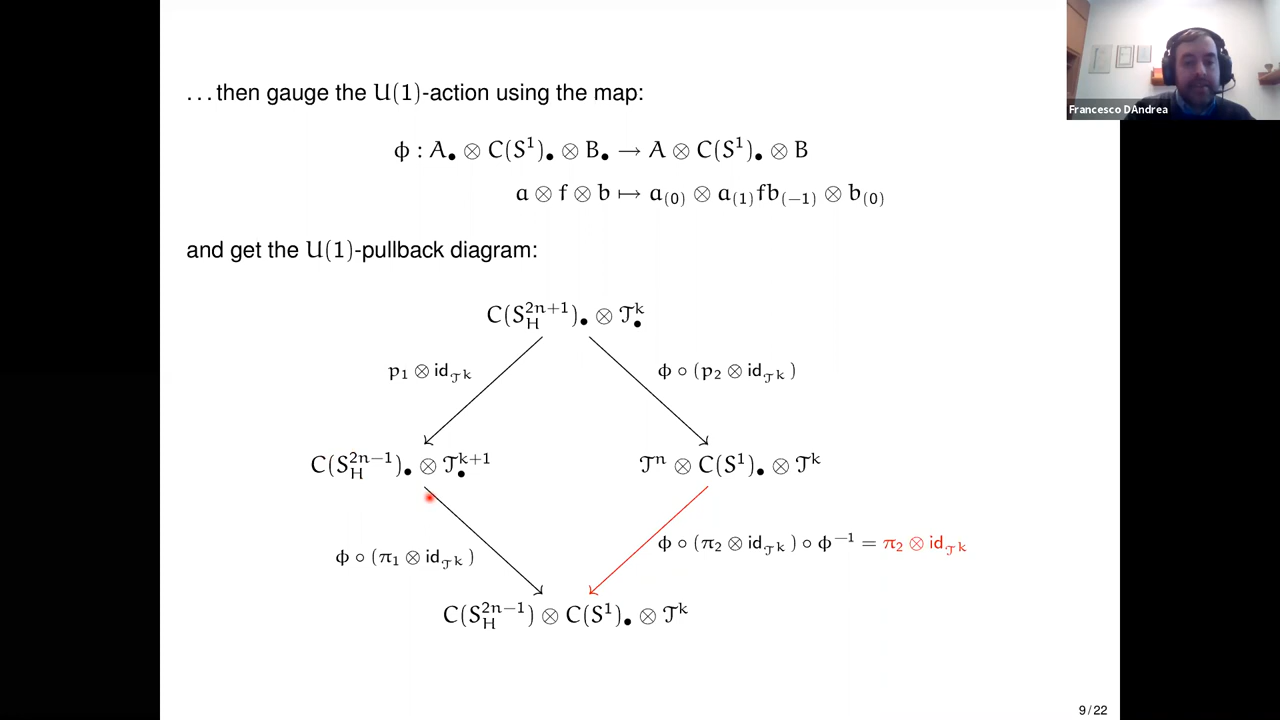 ...then gauge the U(1)-action using the map:
ϕ : A• ⊗ C(S¹)• ⊗ B• → A ⊗ C(S¹)• ⊗ B
a ⊗ f ⊗ b ↦ a₍₀₎ ⊗ a₍₁₎fb₍₋₁₎ ⊗ b₍₀₎
and get the U(1)-pullback diagram:
C(S_H^{2n+1})• ⊗ 𝒯^k_•
p₁ ⊗ id_{𝒯^k}
ϕ ∘ (p₂ ⊗ id_{𝒯^k})
C(S_H^{2n−1})• ⊗ 𝒯^{k+1}_•
𝒯^n ⊗ C(S¹)• ⊗ 𝒯^k
ϕ ∘ (π₁ ⊗ id_{𝒯^k})
ϕ ∘ (π₂ ⊗ id_{𝒯^k}) ∘ ϕ⁻¹ = π₂ ⊗ id_{𝒯^k}
C(S_H^{2n−1}) ⊗ C(S¹)• ⊗ 𝒯^k
9/22
Francesco DAndrea